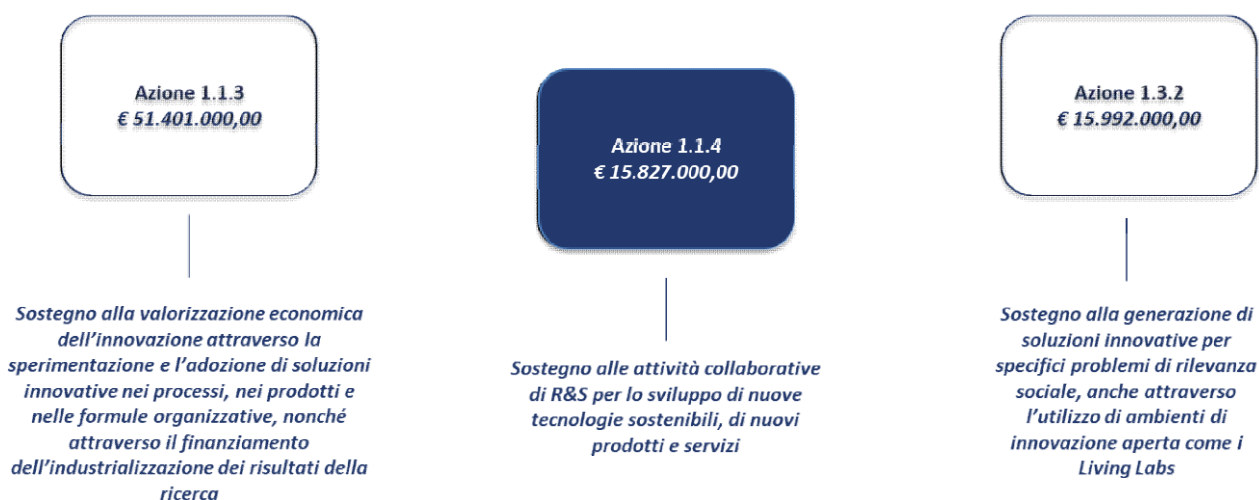 Azione 1.1.3
€ 51.401.000,00
Sostegno alla valorizzazione economica
dell'innovazione attraverso la
sperimentazione e l'adozione di soluzioni
innovative nei processi, nei prodotti e
nelle formule organizzative, nonché
attraverso il finanziamento
dell'industrializzazione dei risultati della
ricerca
Azione 1.1.4
€ 15.827.000,00
Sostegno alle attività collaborative
di R&S per lo sviluppo di nuove
tecnologie sostenibili, di nuovi
prodotti e servizi
Azione 1.3.2
€ 15.992.000,00
Sostegno alla generazione di
soluzioni innovative per
specifici problemi di rilevanza
sociale, anche attraverso
l'utilizzo di ambienti di
innovazione aperta come i
Living Labs